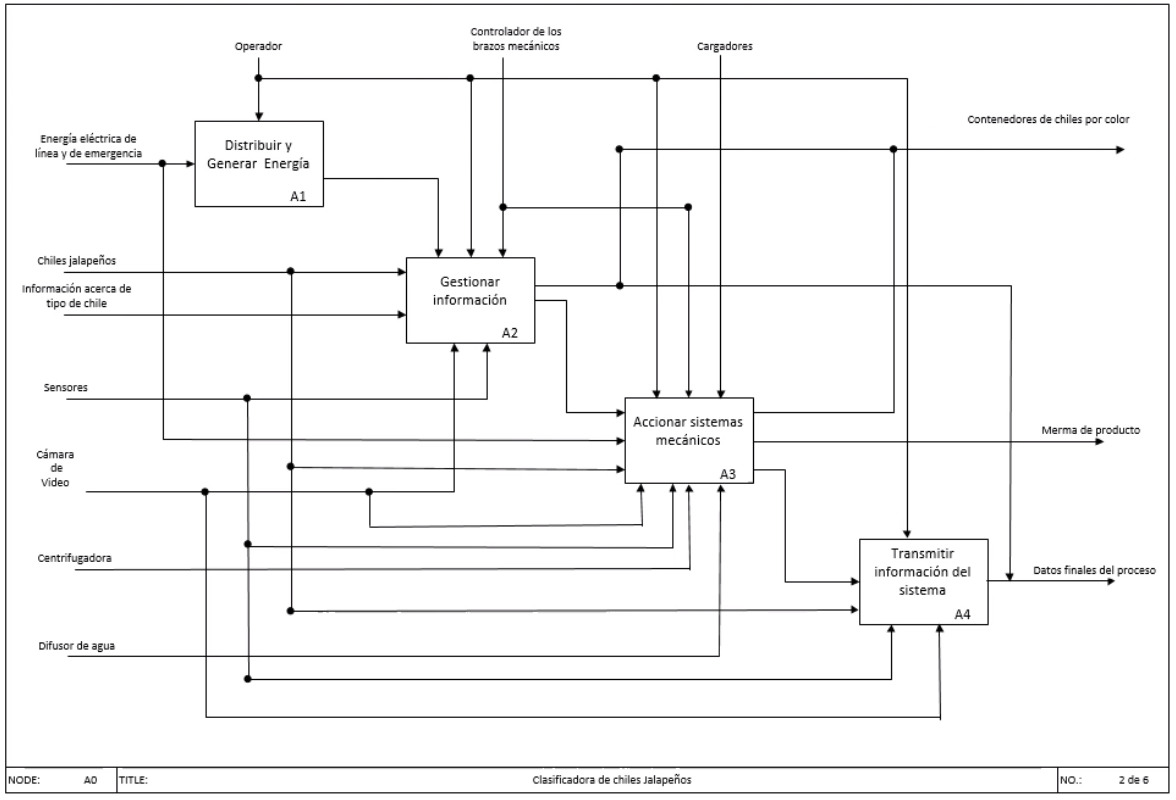 Operador
Controlador de los
brazos mecánicos
Cargadores
Energía eléctrica de
línea y de emergencia
Distribuir y
Generar Energía
A1
Contenedores de chiles por color
Chiles jalapeños
Información acerca de
tipo de chile
Gestionar
información
A2
Sensores
Accionar sistemas
mecánicos
A3
Merma de producto
Cámara
de
Video
Centrifugadora
Transmitir
información del
sistema
A4
Datos finales del proceso
Difusor de agua
NODE: A0 TITLE: Clasificadora de chiles Jalapeños NO.: 2 de 6